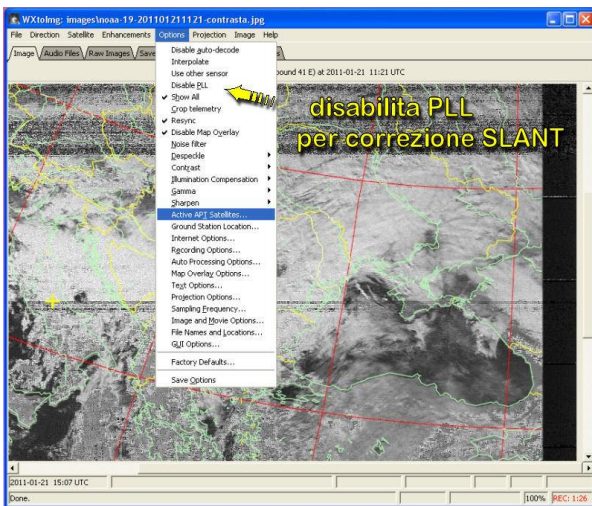 WXtoImg: images\noaa-19-201101211121-contrasta.jpg
File Direction Satellite Enhancements Options Projection Image Help
Image Audio Files Raw Images Save
ound 41 E) at 2011-01-21 11:21 UTC
Disable auto-decode
Interpolate
Use other sensor
Disable PLL
Show All
Crop telemetry
Resync
Disable Map Overlay
Noise filter
Despeckle
Contrast
Illumination Compensation
Gamma
Sharpen
Active APT Satellites...
Ground Station Location...
Internet Options...
Recording Options...
Auto Processing Options...
Map Overlay Options...
Text Options...
Projection Options...
Sampling Frequency...
Image and Movie Options...
File Names and Locations...
GUI Options...
Factory Defaults...
Save Options
disabilita PLL
per correzione SLANT
2011-01-21 15:07 UTC
Done.
100%
REC: 1:26